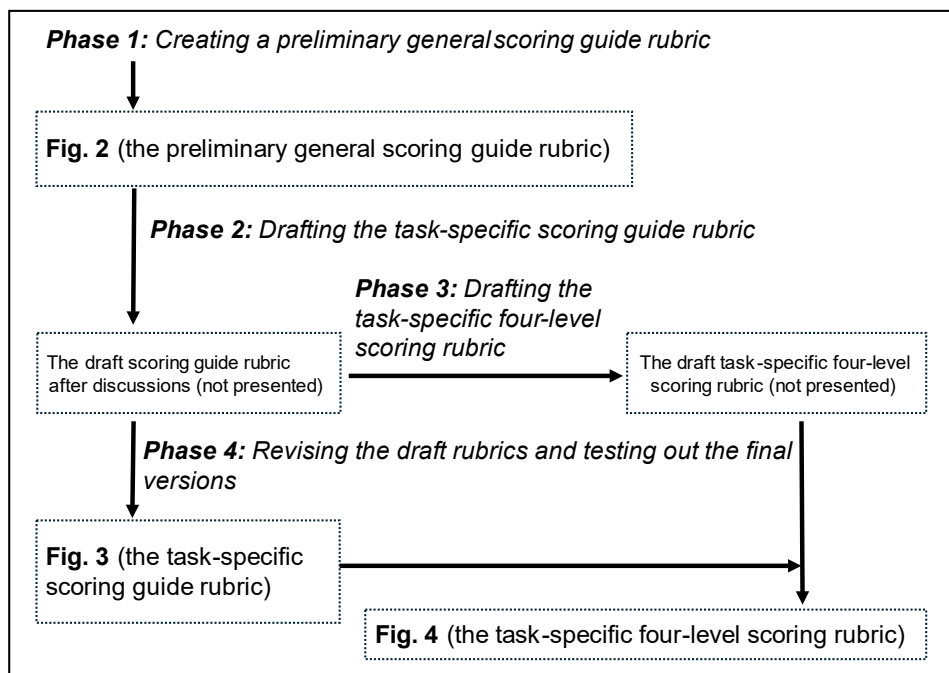 Phase 1: Creating a preliminary general scoring guide rubric
Fig. 2 (the preliminary general scoring guide rubric)
Phase 2: Drafting the task-specific scoring guide rubric
Phase 3: Drafting the
task-specific four-level
scoring rubric
The draft scoring guide rubric
after discussions (not presented)
The draft task-specific four-level
scoring rubric (not presented)
Phase 4: Revising the draft rubrics and testing out the final
versions
Fig. 3 (the task-specific
scoring guide rubric)
Fig. 4 (the task-specific four-level scoring rubric)